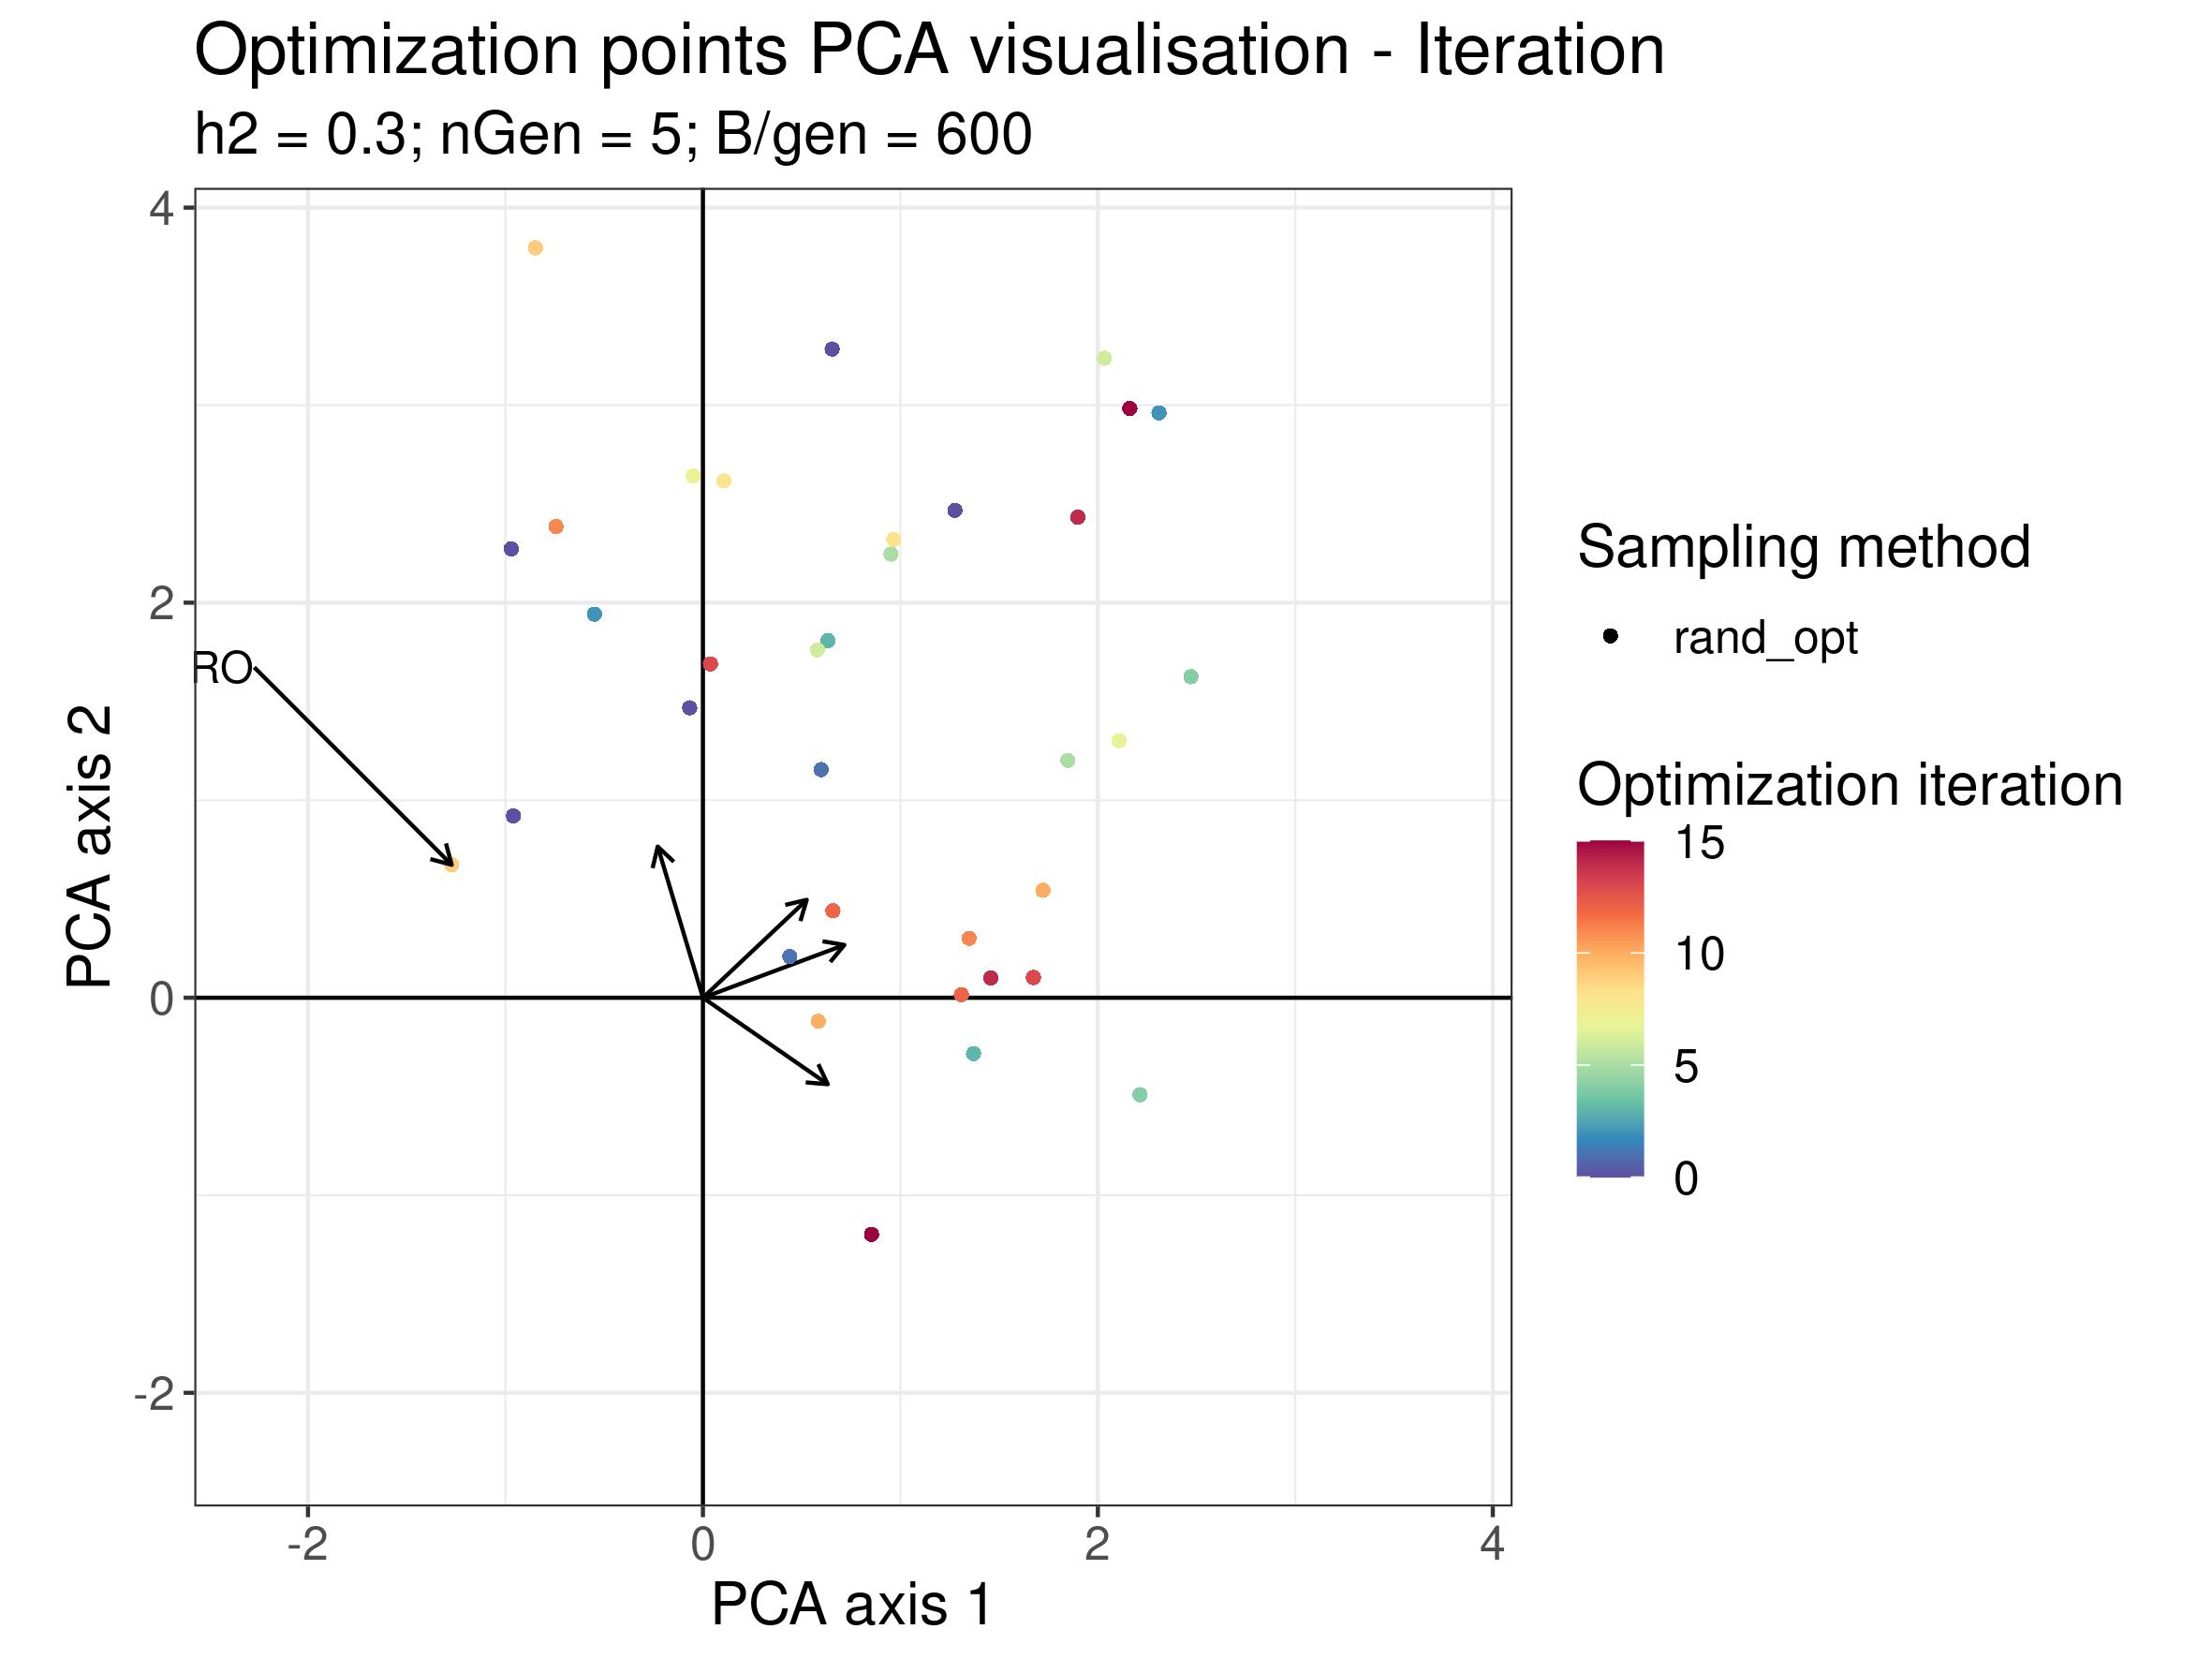 Optimization points PCA visualisation - Iteration
h2 = 0.3; nGen = 5; B/gen = 600
4
2
0
-2
PCA axis 2
RO
-2
0
2
4
PCA axis 1
Sampling method
rand_opt
Optimization iteration
15
10
5
0